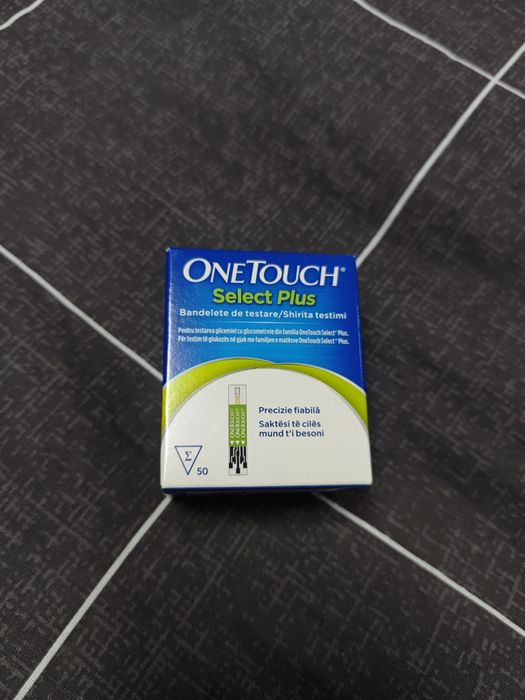 ONETOUCH®
Select Plus
Bandelete de testare/Shirita testimi
Pentru testarea glicemiei cu glucometrele din familia OneTouch Select® Plus.
Për testim të glukozës në gjak me familjen e matësve OneTouch Select® Plus.
Precizie fiabilă
Saktësi të cilës
mund t'i besoni
Σ
50